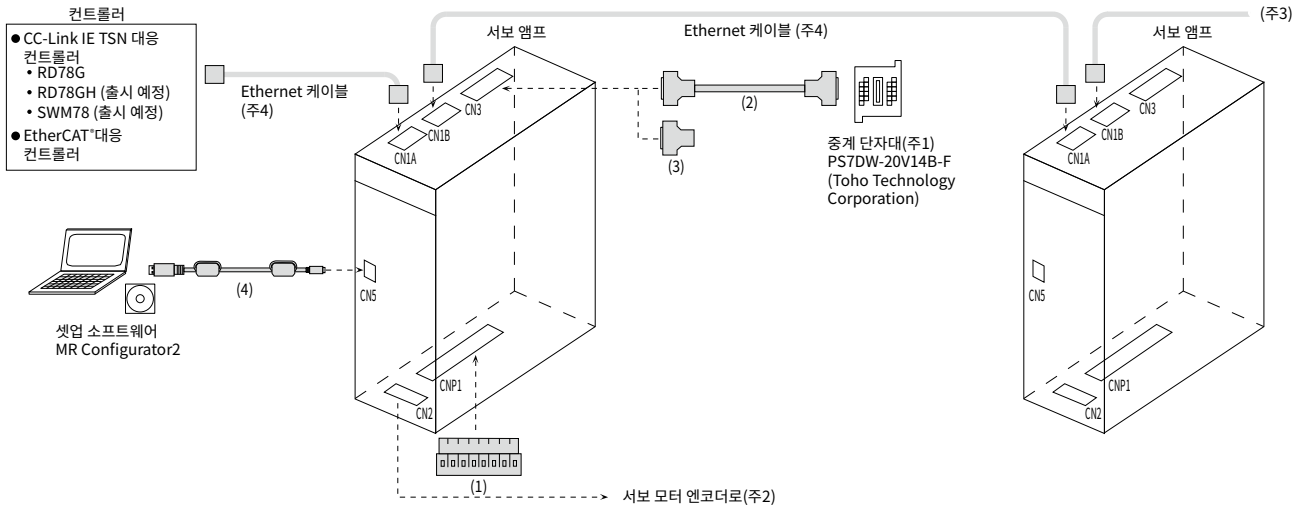 컨트롤러
● CC-Link IE TSN 대응
컨트롤러
• RD78G
• RD78GH (출시 예정)
• SWM78 (출시 예정)
● EtherCAT®대응
컨트롤러
Ethernet 케이블
(주4)
서보 앰프
Ethernet 케이블 (주4)
서보 앰프
(주3)
CN3
CN1B
CN1A
(2)
(3)
중계 단자대(주1)
PS7DW-20V14B-F
(Toho Technology
Corporation)
CN3
CN1B
CN1A
(4)
셋업 소프트웨어
MR Configurator2
CN5
CNP1
CN2
(1)
서보 모터 엔코더로(주2)
CN5
CNP1
CN2